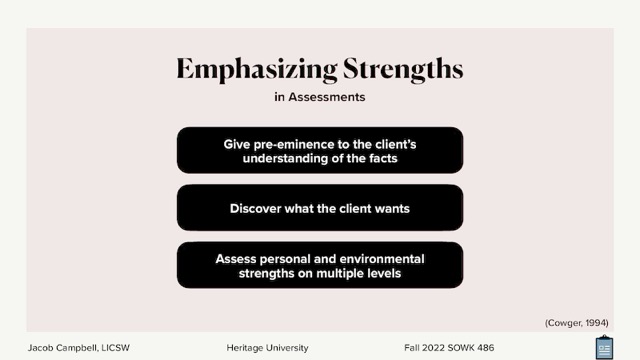 Emphasizing Strengths
in Assessments
Give pre-eminence to the client's
understanding of the facts
Discover what the client wants
Assess personal and environmental
strengths on multiple levels
(Cowger, 1994)
Jacob Campbell, LICSW
Heritage University
Fall 2022 SOWK 486